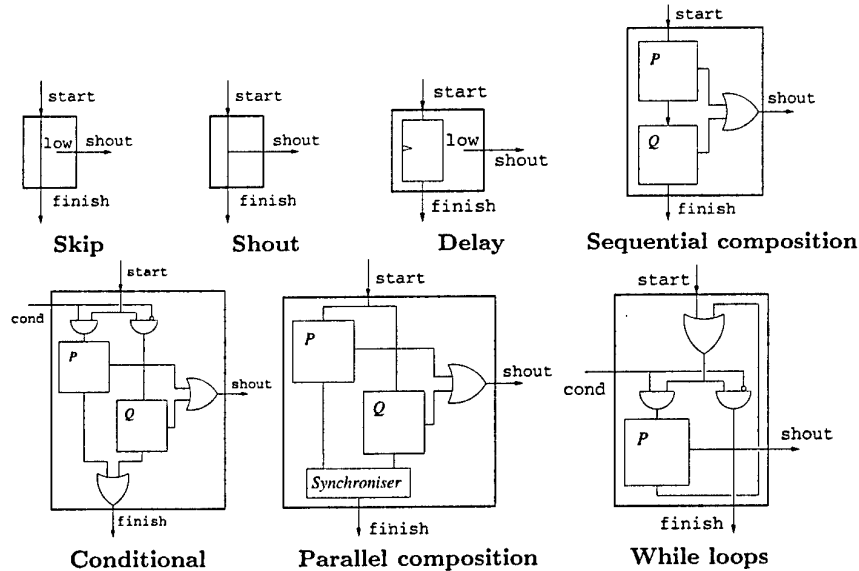 start
low
shout
finish
Skip
start
shout
finish
Shout
start
low
shout
finish
Delay
start
P
Q
shout
finish
Sequential composition
start
cond
P
Q
shout
finish
Conditional
start
P
Q
shout
Synchroniser
finish
Parallel composition
start
cond
P
shout
finish
While loops